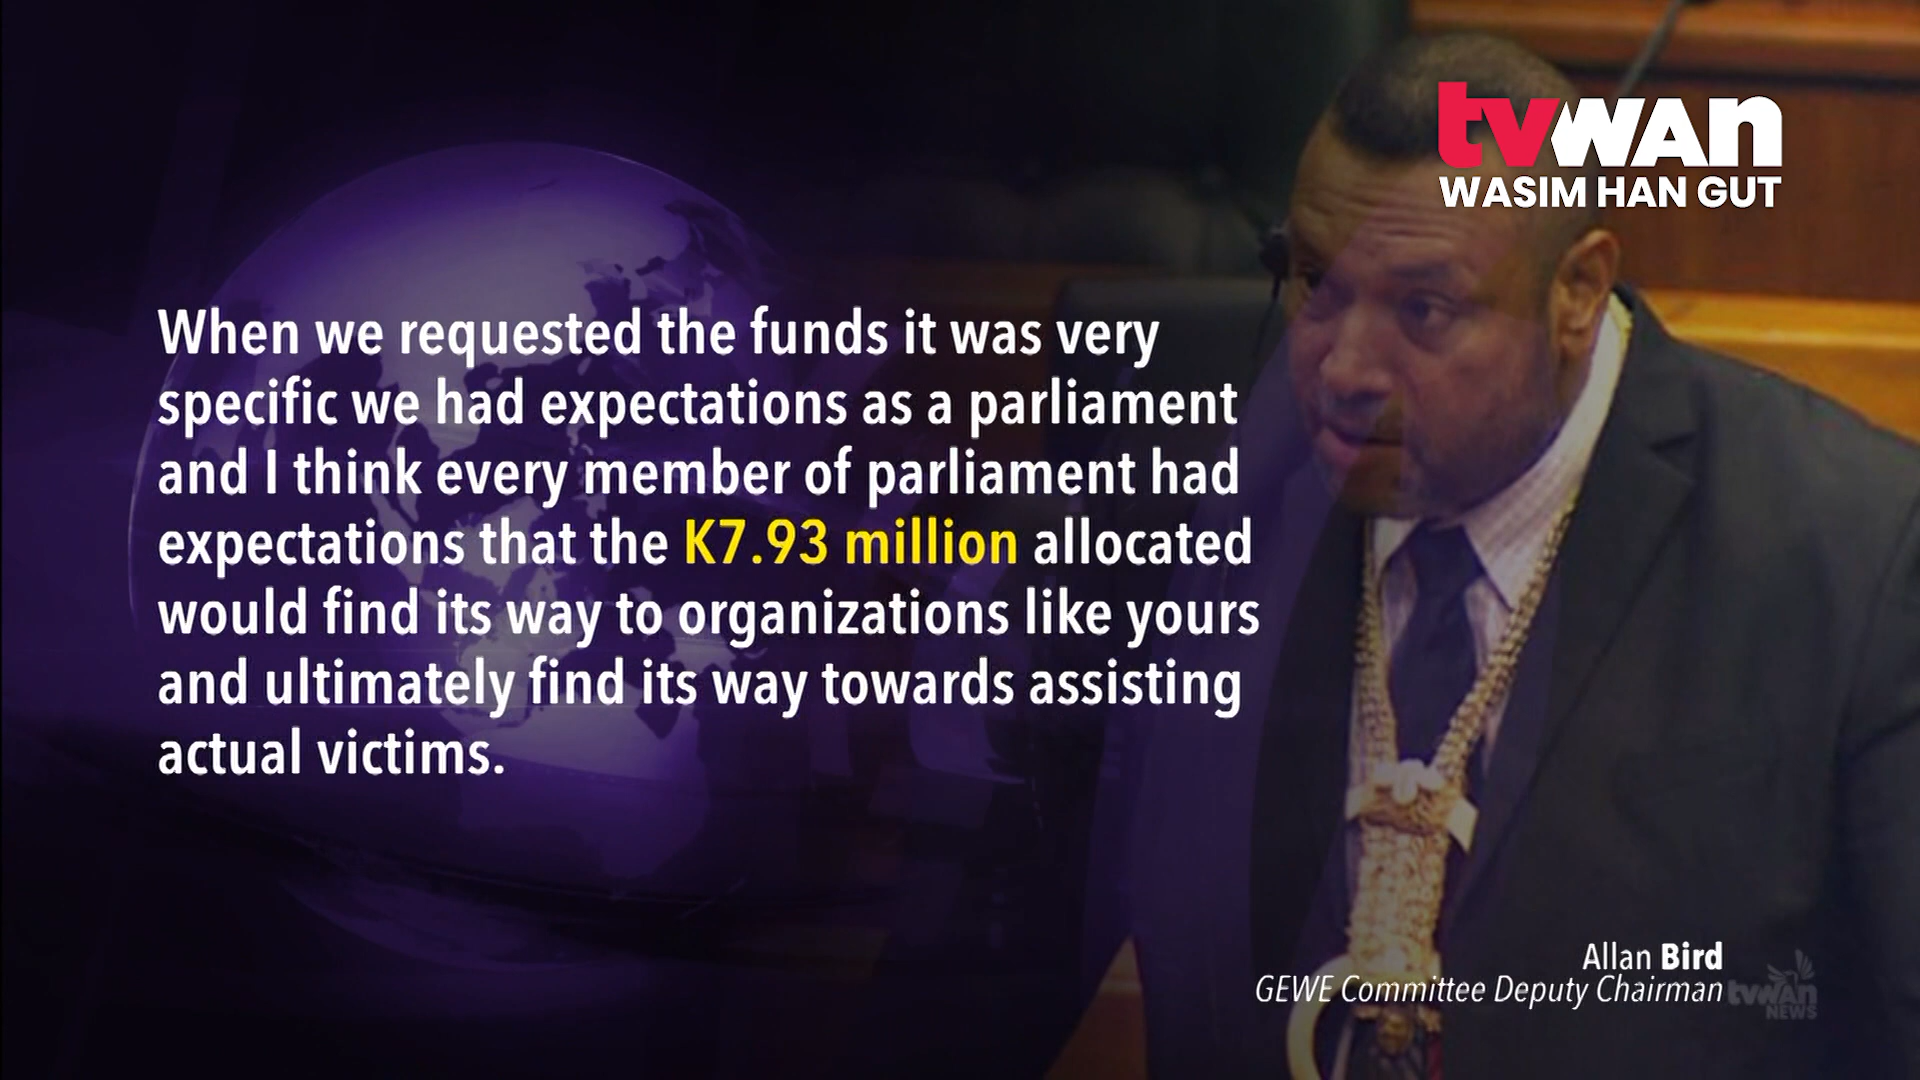 tvwan
WASIM HAN GUT
When we requested the funds it was very
specific we had expectations as a parliament
and I think every member of parliament had
expectations that the K7.93 million allocated
would find its way to organizations like yours
and ultimately find its way towards assisting
actual victims.
Allan Bird
GEWE Committee Deputy Chairman
tvwan
NEWS